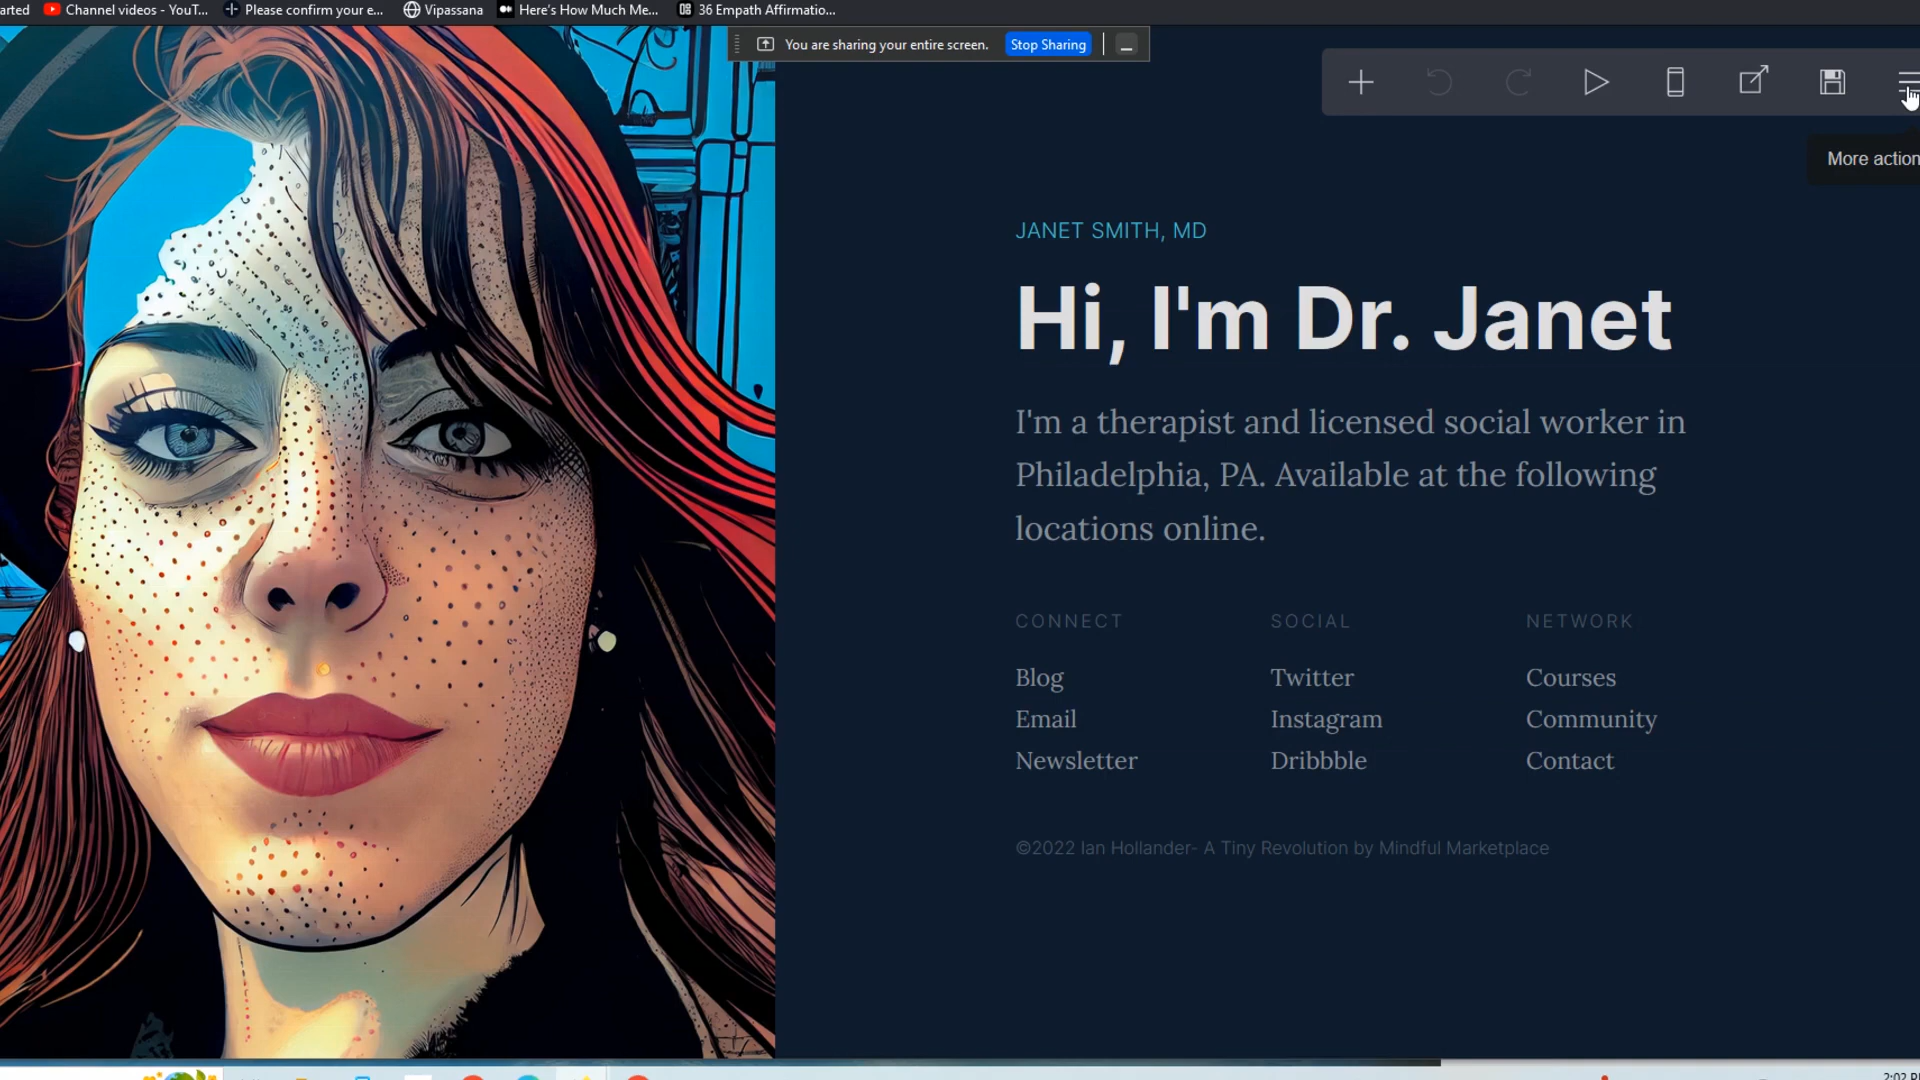 arted
Channel videos - YouT...
Please confirm your e...
Vipassana
Here's How Much Me...
36 Empath Affirmatio...
You are sharing your entire screen.
Stop Sharing
More action
JANET SMITH, MD
Hi, I'm Dr. Janet
I'm a therapist and licensed social worker in
Philadelphia, PA. Available at the following
locations online.
CONNECT
SOCIAL
NETWORK
Blog
Twitter
Courses
Email
Instagram
Community
Newsletter
Dribbble
Contact
©2022 Ian Hollander- A Tiny Revolution by Mindful Marketplace
2:02 P